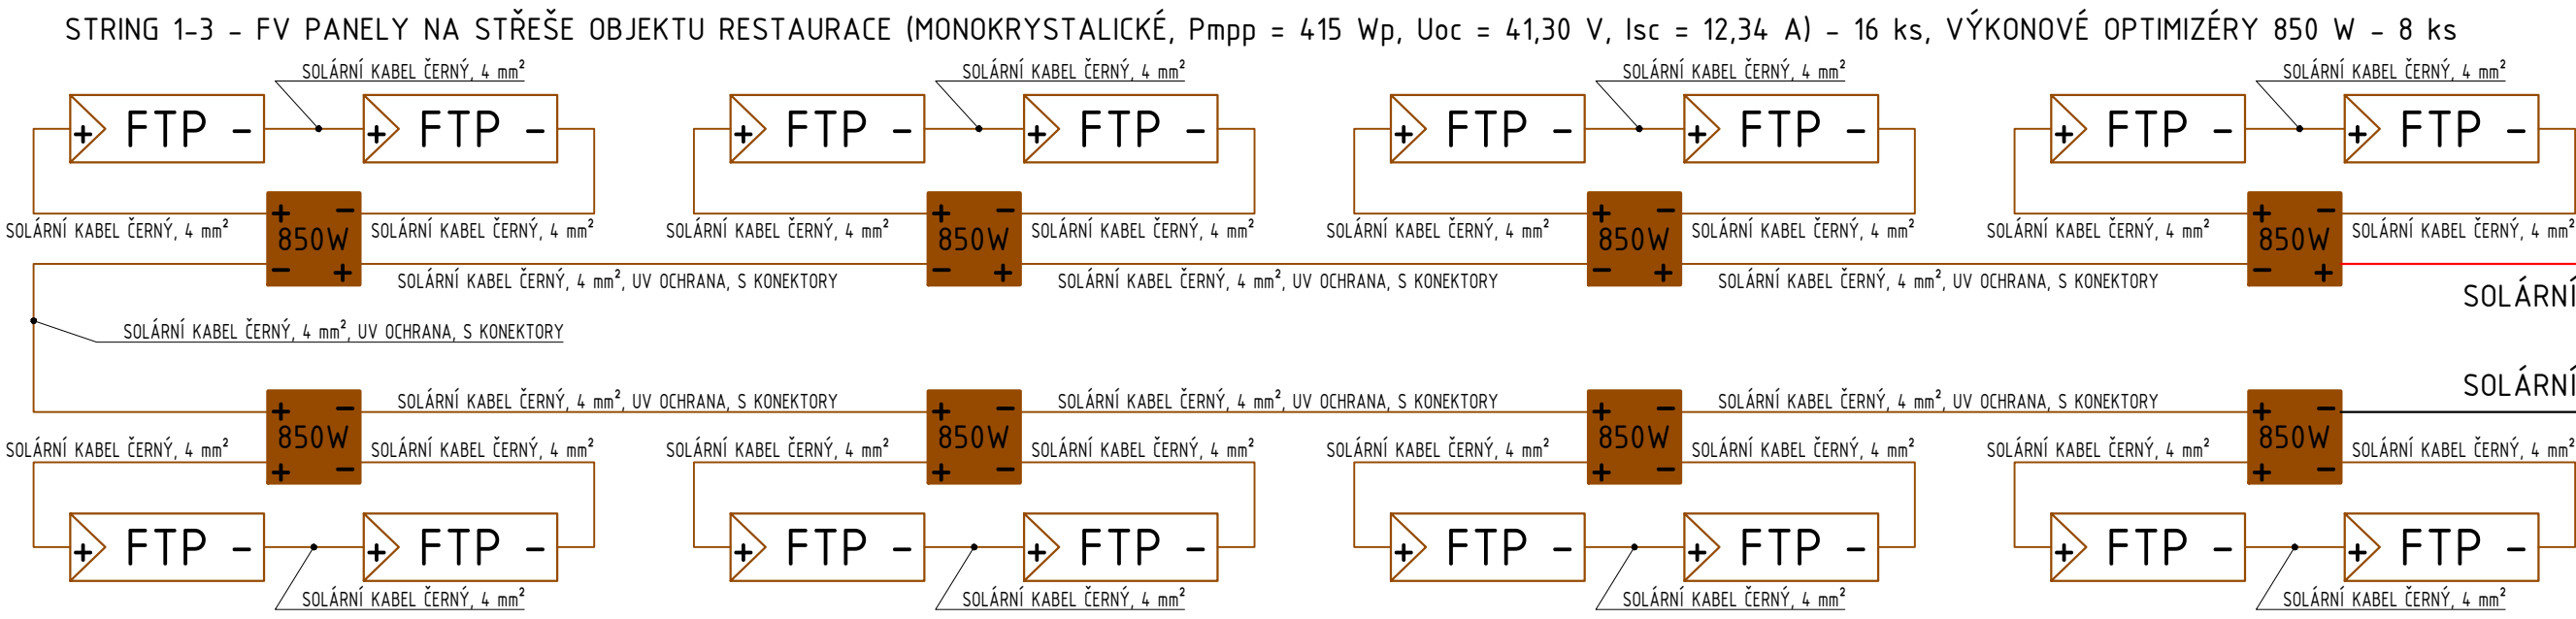 STRING 1-3 - FV PANELY NA STŘEŠE OBJEKTU RESTAURACE (MONOKRYSTALICKÉ, Pmpp = 415 Wp, Uoc = 41,30 V, Isc = 12,34 A) - 16 ks, VÝKONOVÉ OPTIMIZÉRY 850 W - 8 ks
SOLÁRNÍ KABEL ČERNÝ, 4 mm² SOLÁRNÍ KABEL ČERNÝ, 4 mm² SOLÁRNÍ KABEL ČERNÝ, 4 mm² SOLÁRNÍ KABEL ČERNÝ, 4 mm²
+ FTP - + FTP - + FTP - + FTP - + FTP - + FTP - + FTP - + FTP -
+ - + - + - + -
SOLÁRNÍ KABEL ČERNÝ, 4 mm² 850W SOLÁRNÍ KABEL ČERNÝ, 4 mm² SOLÁRNÍ KABEL ČERNÝ, 4 mm² 850W SOLÁRNÍ KABEL ČERNÝ, 4 mm² SOLÁRNÍ KABEL ČERNÝ, 4 mm² 850W SOLÁRNÍ KABEL ČERNÝ, 4 mm² SOLÁRNÍ KABEL ČERNÝ, 4 mm² 850W SOLÁRNÍ KABEL ČERNÝ, 4 mm²
- + - + - + - +
SOLÁRNÍ KABEL ČERNÝ, 4 mm², UV OCHRANA, S KONEKTORY SOLÁRNÍ KABEL ČERNÝ, 4 mm², UV OCHRANA, S KONEKTORY SOLÁRNÍ KABEL ČERNÝ, 4 mm², UV OCHRANA, S KONEKTORY
SOLÁRNÍ
SOLÁRNÍ KABEL ČERNÝ, 4 mm², UV OCHRANA, S KONEKTORY
SOLÁRNÍ
SOLÁRNÍ KABEL ČERNÝ, 4 mm², UV OCHRANA, S KONEKTORY SOLÁRNÍ KABEL ČERNÝ, 4 mm², UV OCHRANA, S KONEKTORY SOLÁRNÍ KABEL ČERNÝ, 4 mm², UV OCHRANA, S KONEKTORY
+ - + - + - + -
850W 850W 850W 850W
SOLÁRNÍ KABEL ČERNÝ, 4 mm² SOLÁRNÍ KABEL ČERNÝ, 4 mm² SOLÁRNÍ KABEL ČERNÝ, 4 mm² SOLÁRNÍ KABEL ČERNÝ, 4 mm² SOLÁRNÍ KABEL ČERNÝ, 4 mm² SOLÁRNÍ KABEL ČERNÝ, 4 mm² SOLÁRNÍ KABEL ČERNÝ, 4 mm² SOLÁRNÍ KABEL ČERNÝ, 4 mm²
+ - + - + - + -
+ FTP - + FTP - + FTP - + FTP - + FTP - + FTP - + FTP - + FTP -
SOLÁRNÍ KABEL ČERNÝ, 4 mm² SOLÁRNÍ KABEL ČERNÝ, 4 mm² SOLÁRNÍ KABEL ČERNÝ, 4 mm² SOLÁRNÍ KABEL ČERNÝ, 4 mm²